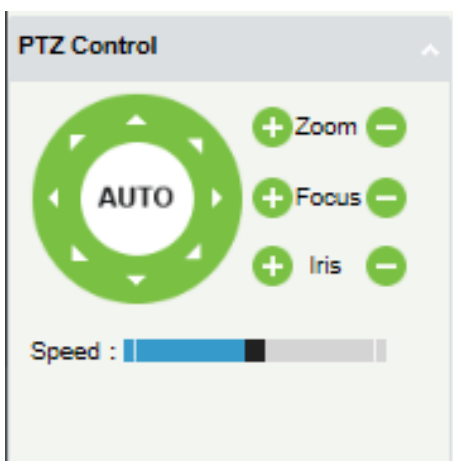 PTZ Control
AUTO
Zoom
Focus
Iris
Speed :